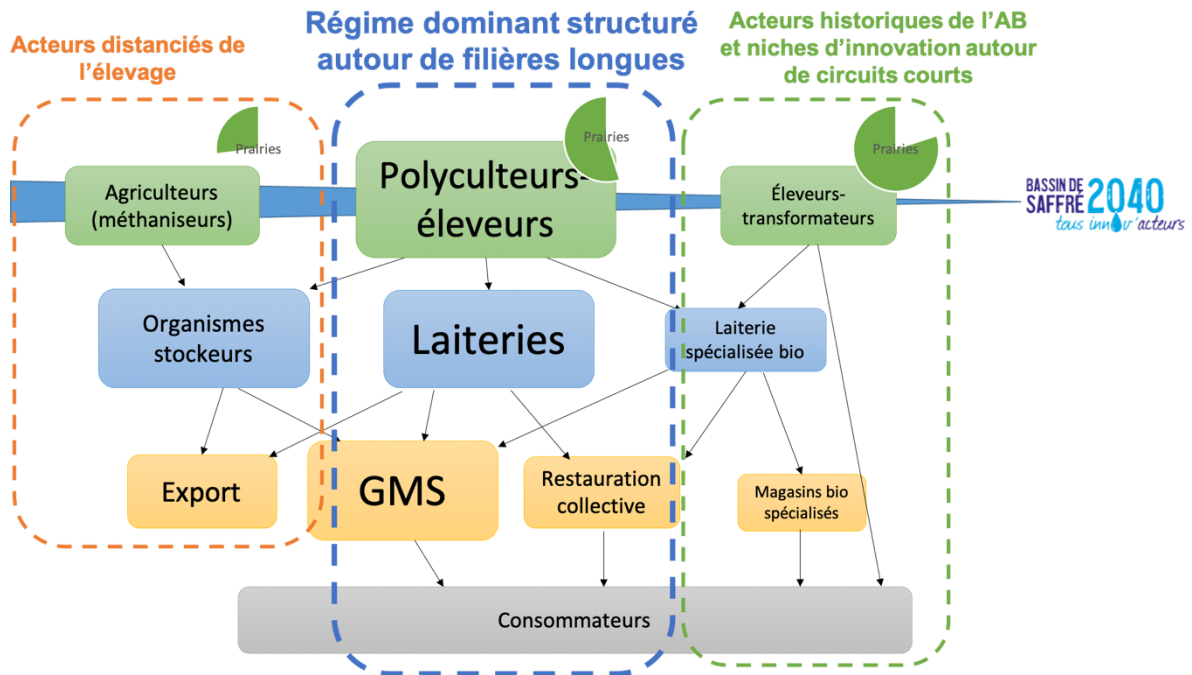 Acteurs distanciés de
l'élevage
Régime dominant structuré
autour de filières longues
Acteurs historiques de l'AB
et niches d'innovation autour
de circuits courts
Prairies
Prairies
Prairies
Agriculteurs
(méthaniseurs)
Polyculteurs-
éleveurs
Éleveurs-
transformateurs
BASSIN DE
SAFFRÉ 2040
tous innov'acteurs
Organismes
stockeurs
Laiteries
Laiterie
spécialisée bio
Export
GMS
Restauration
collective
Magasins bio
spécialisés
Consommateurs